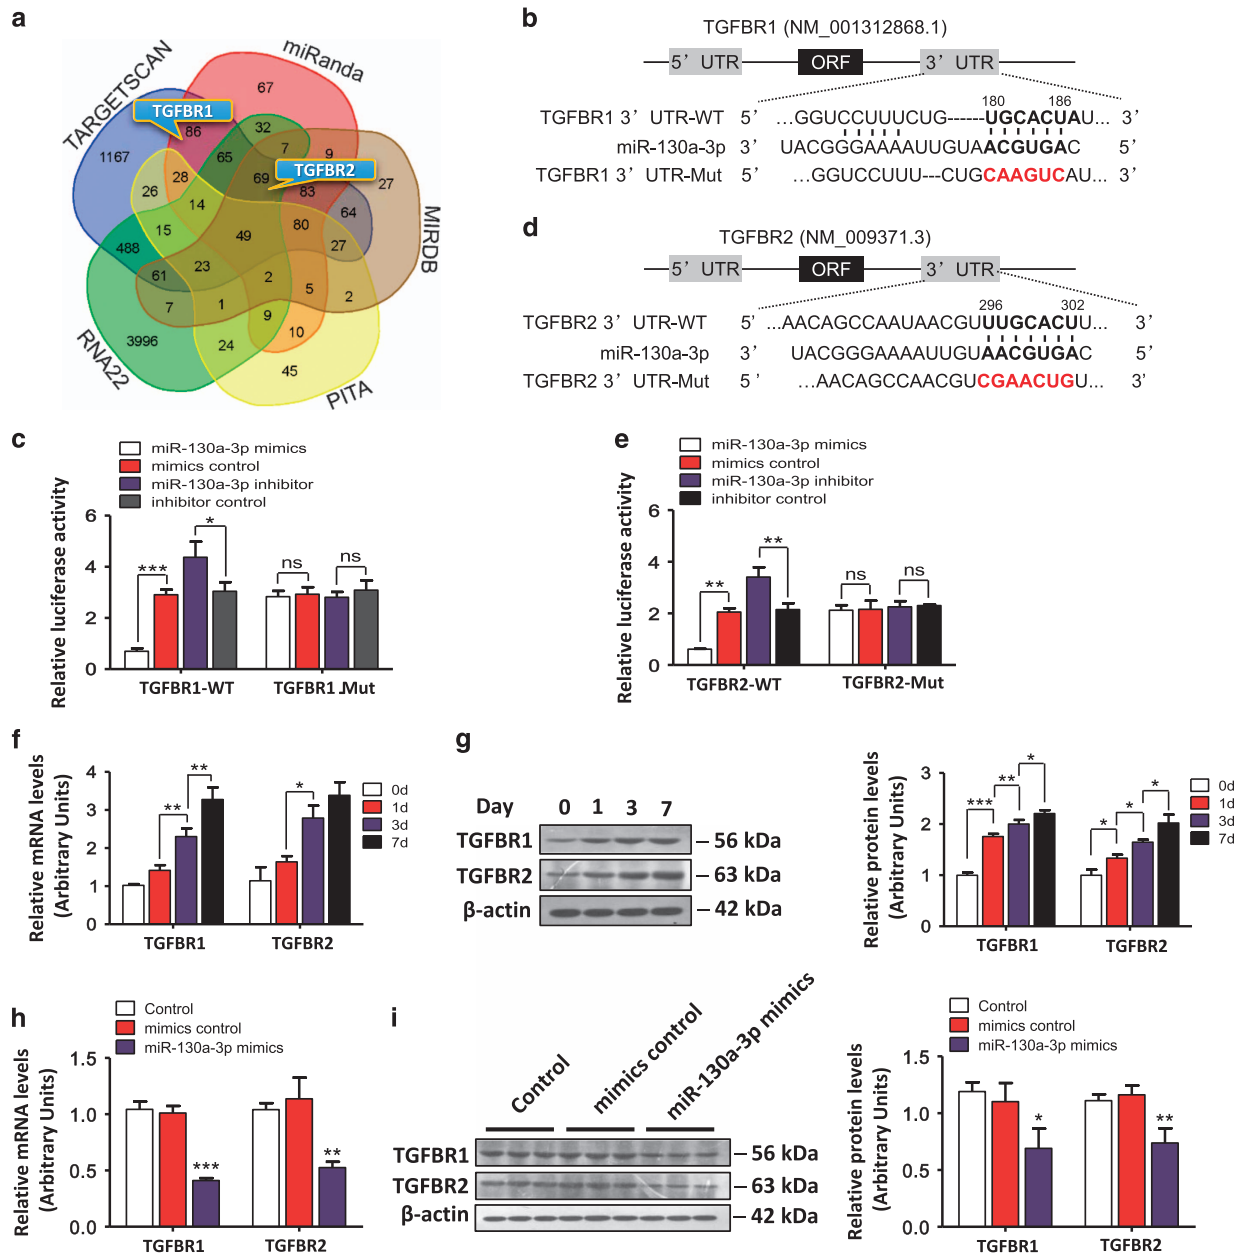 a
TARGETSCAN
miRanda
MIRDB
PITA
RNA22
TGFBR1
TGFBR2
67
86
32
1167
65
7
9
27
28
69
83
26
14
64
15
49
80
27
488
23
61
2
5
2
7
1
9
10
3996
24
45
b
TGFBR1 (NM_001312868.1)
5’ UTR
ORF
3’ UTR
180 186
TGFBR1 3’ UTR-WT 5’ ...GGUCCUUUCUG------UGCACUAU... 3’
miR-130a-3p 3’ UACGGGAAAAUUGUAACGUGAC 5’
TGFBR1 3’ UTR-Mut 5’ ...GGUCCUUU---CUGCAAGUCAU... 3’
d
TGFBR2 (NM_009371.3)
5’ UTR
ORF
3’ UTR
296 302
TGFBR2 3’ UTR-WT 5’ ...AACAGCCAAUAACGUUUGCACUU... 3’
miR-130a-3p 3’ UACGGGAAAAUUGUAACGUGAC 5’
TGFBR2 3’ UTR-Mut 5’ ...AACAGCCAACGUCGAACUGU... 3’
c
miR-130a-3p mimics
mimics control
miR-130a-3p inhibitor
inhibitor control
Relative luciferase activity
6
4
2
0
***
*
ns
ns
TGFBR1-WT
TGFBR1.Mut
e
miR-130a-3p mimics
mimics control
miR-130a-3p inhibitor
inhibitor control
Relative luciferase activity
6
4
2
0
**
**
ns
ns
TGFBR2-WT
TGFBR2-Mut
f
Relative mRNA levels
(Arbitrary Units)
4
3
2
1
0
**
**
*
0d
1d
3d
7d
TGFBR1
TGFBR2
g
Day 0 1 3 7
TGFBR1 – 56 kDa
TGFBR2 – 63 kDa
β-actin – 42 kDa
Relative protein levels
(Arbitrary Units)
3
2
1
0
***
**
*
*
*
*
0d
1d
3d
7d
TGFBR1
TGFBR2
h
Control
mimics control
miR-130a-3p mimics
Relative mRNA levels
(Arbitrary Units)
1.5
1.0
0.5
0.0
***
**
TGFBR1
TGFBR2
i
Control
mimics control
miR-130a-3p mimics
TGFBR1 – 56 kDa
TGFBR2 – 63 kDa
β-actin – 42 kDa
Control
mimics control
miR-130a-3p mimics
Relative protein levels
(Arbitrary Units)
1.5
1.0
0.5
0.0
*
**
TGFBR1
TGFBR2